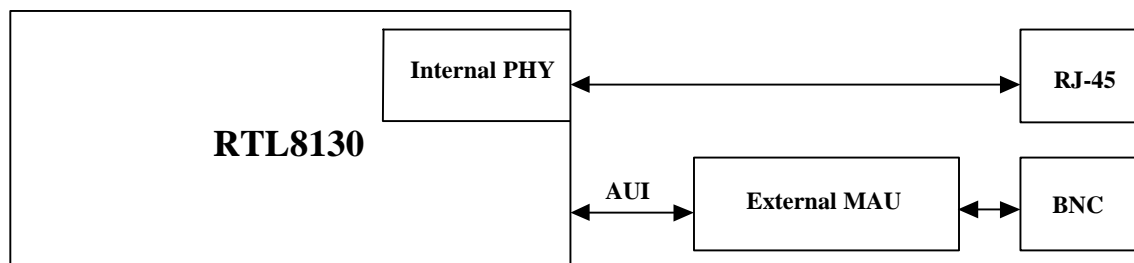 Internal PHY
RJ-45
RTL8130
AUI
External MAU
BNC